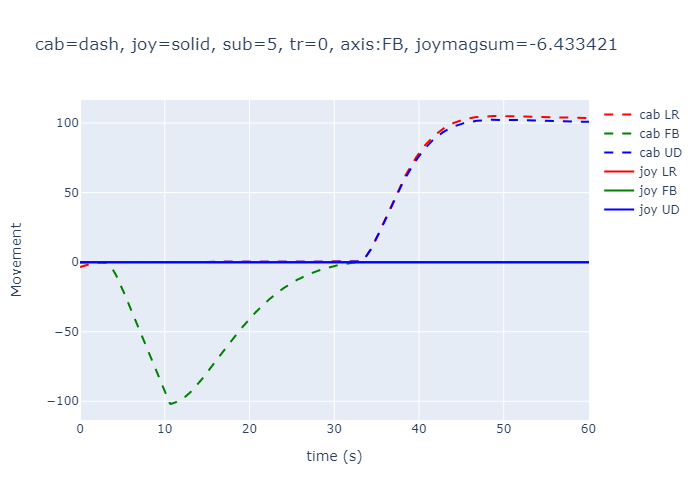 cab=dash, joy=solid, sub=5, tr=0, axis:FB, joymagsum=-6.433421
cab LR
cab FB
cab UD
joy LR
joy FB
joy UD
Movement
100
50
0
−50
−100
0 10 20 30 40 50 60
time (s)